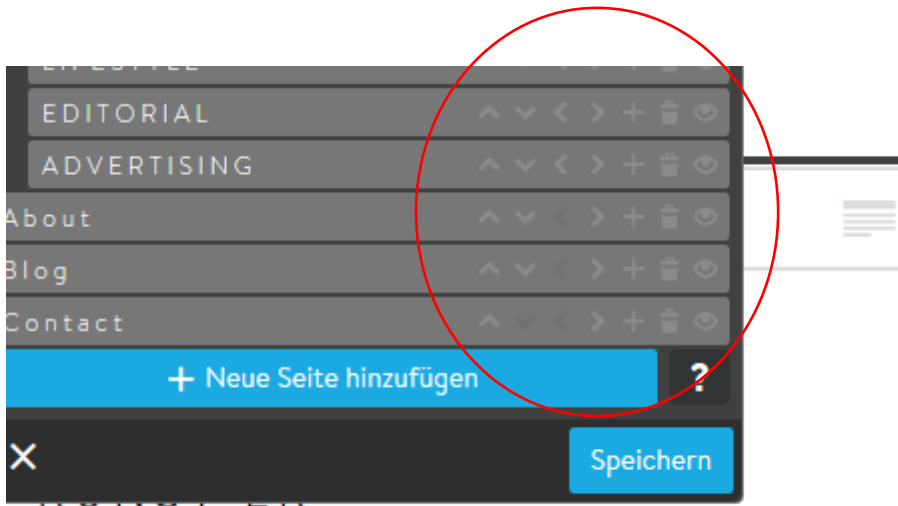 EDITORIAL
ADVERTISING
About
Blog
Contact
+ Neue Seite hinzufügen ?
Speichern